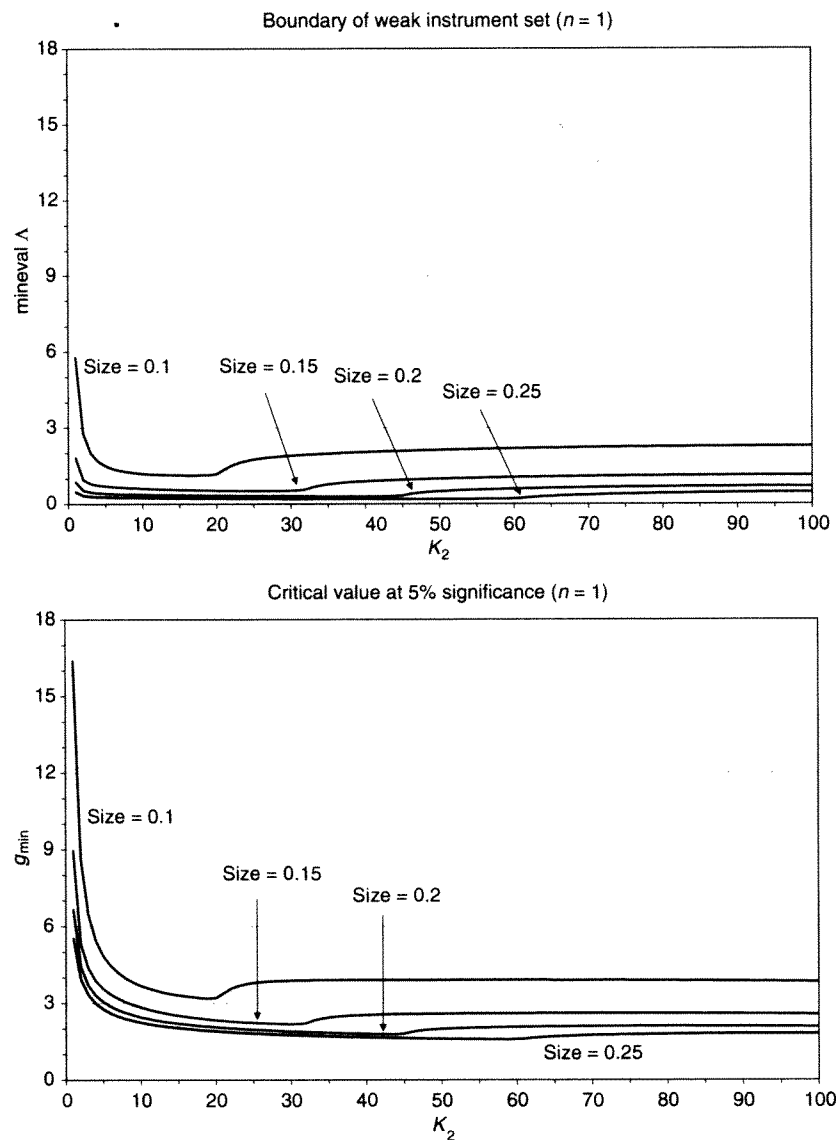 Boundary of weak instrument set (n = 1)
18
15
12
9
6
3
0
mineval Λ
Size = 0.1
Size = 0.15
Size = 0.2
Size = 0.25
0 10 20 30 40 50 60 70 80 90 100
K2
Critical value at 5% significance (n = 1)
18
15
12
9
6
3
0
gmin
Size = 0.1
Size = 0.15
Size = 0.2
Size = 0.25
0 10 20 30 40 50 60 70 80 90 100
K2